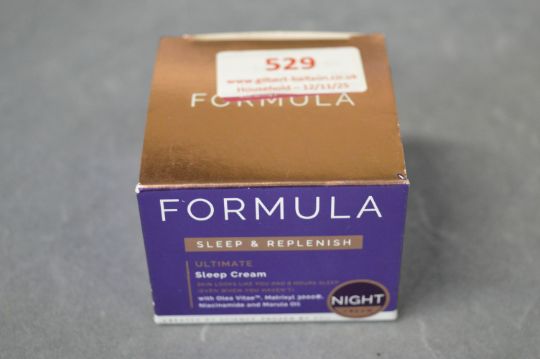 529
www.gilbert-baitson.co.uk
Household – 12/11/25
FORMULA
FORMULA
SLEEP & REPLENISH
ULTIMATE
Sleep Cream
SKIN LOOKS LIKE YOU HAD 8 HOURS SLEEP
(EVEN WHEN YOU HAVEN'T)
with Olea Vitae™, Matrixyl 3000®,
Niacinamide and Marula Oil
NIGHT
CREAM